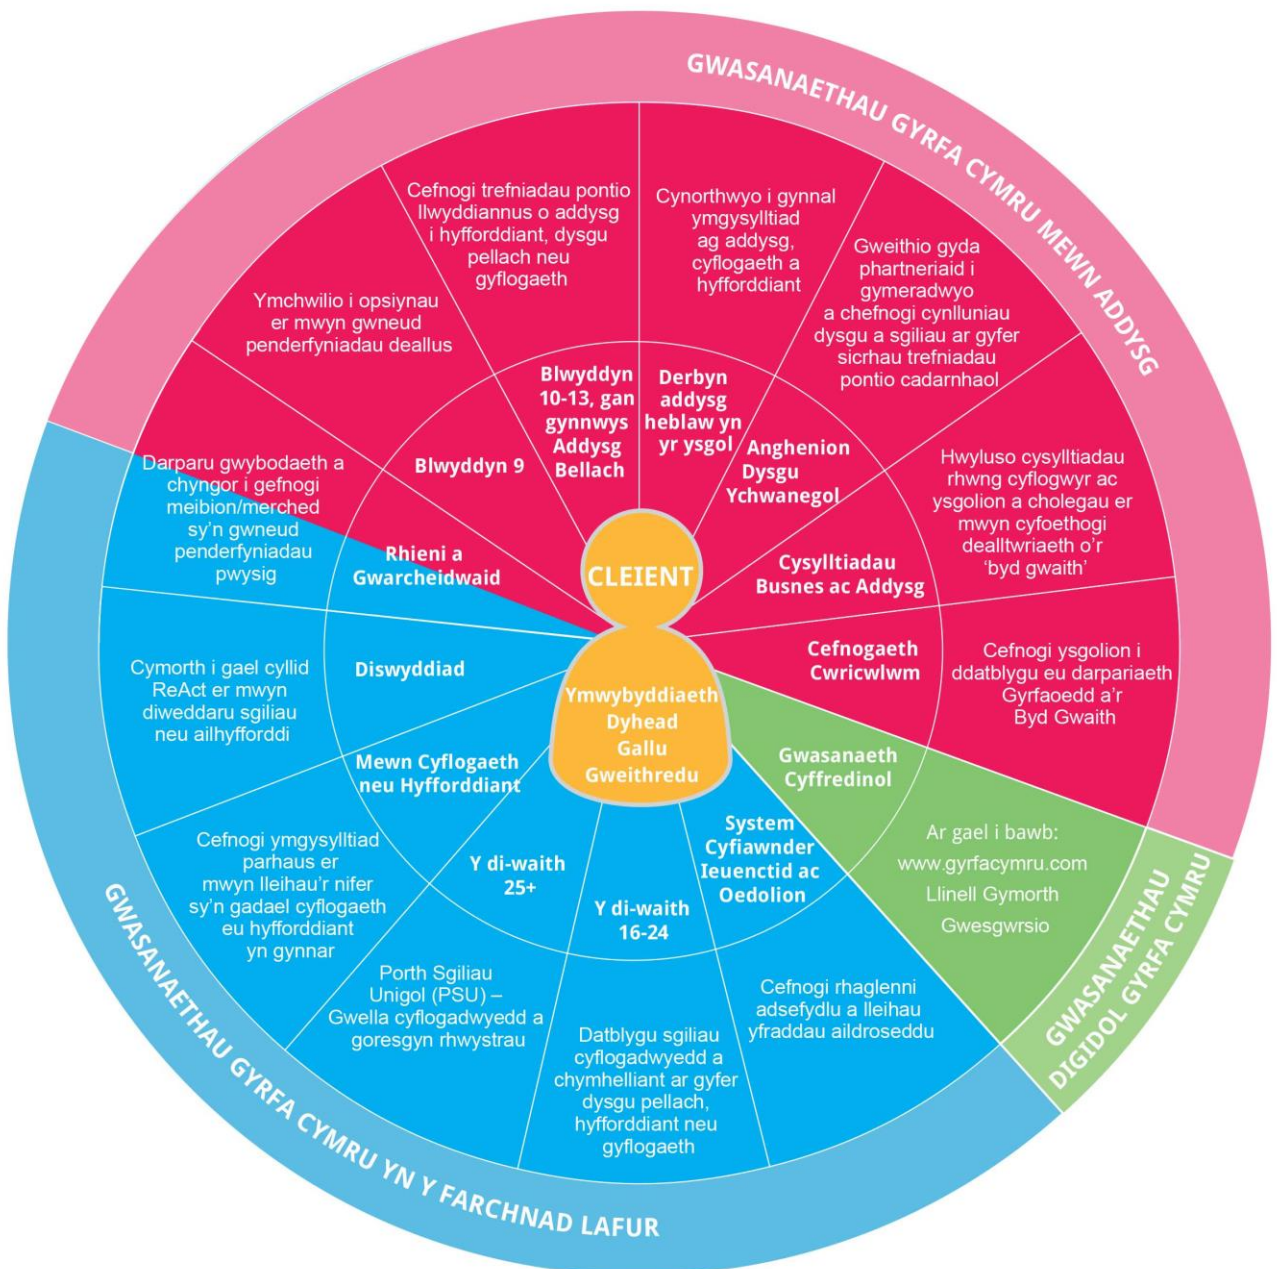 GWASANAETHAU GYRFA CYMRU MEWN ADDYSG
Cefnogi trefniadau pontio
llwyddiannus o addysg
i hyfforddiant, dysgu
pellach neu
gyflogaeth
Blwyddyn
10-13, gan
gynnwys
Addysg
Bellach
Cynorthwyo i gynnal
ymgysylltiad
ag addysg,
cyflogaeth a
hyfforddiant
Derbyn
addysg
heblaw yn
yr ysgol
Gweithio gyda
phartneriaid i
gymeradwyo
a chefnogi cynlluniau
dysgu a sgiliau ar gyfer
sicrhau trefniadau
pontio cadarnhaol
Anghenion
Dysgu
Ychwanegol
Hwyluso cysylltiadau
rhwng cyflogwyr ac
ysgolion a cholegau er
mwyn cyfoethogi
dealltwriaeth o'r
'byd gwaith'
Cysylltiadau
Busnes ac Addysg
Cefnogi ysgolion i
ddatblygu eu darpariaeth
Gyrfaoedd a'r
Byd Gwaith
Cefnogaeth
Cwricwlwm
Gwasanaeth
Cyffredinol
Ar gael i bawb:
www.gyrfacymru.com
Llinell Gymorth
Gwesgwrsio
GWASANAETHAU
DIGIDOL GYRFA CYMRU
System
Cyfiawnder
Ieuenctid ac
Oedolion
Cefnogi rhaglenni
adsefydlu a lleihau
yfraddau aildroseddu
Y di-waith
16-24
Datblygu sgiliau
cyflogadwyedd a
chymhelliant ar gyfer
dysgu pellach,
hyfforddiant neu
gyflogaeth
Y di-waith
25+
Porth Sgiliau
Unigol (PSU) –
Gwella cyflogadwyedd a
goresgyn rhwystrau
Mewn Cyflogaeth
neu Hyfforddiant
Cefnogi ymgysylltiad
parhaus er
mwyn lleihau'r nifer
sy'n gadael cyflogaeth
eu hyfforddiant
yn gynnar
Diswyddiad
Cymorth i gael cyllid
ReAct er mwyn
diweddaru sgiliau
neu ailhyfforddi
Rhieni a
Gwarcheidwaid
Darparu gwybodaeth a
chyngor i gefnogi
meibion/merched
sy'n gwneud
penderfyniadau
pwysig
Blwyddyn 9
Ymchwilio i opsiynau
er mwyn gwneud
penderfyniadau deallus
GWASANAETHAU GYRFA CYMRU YN Y FARCHNAD LAFUR
CLEIENT
Ymwybyddiaeth
Dyhead
Gallu
Gweithredu